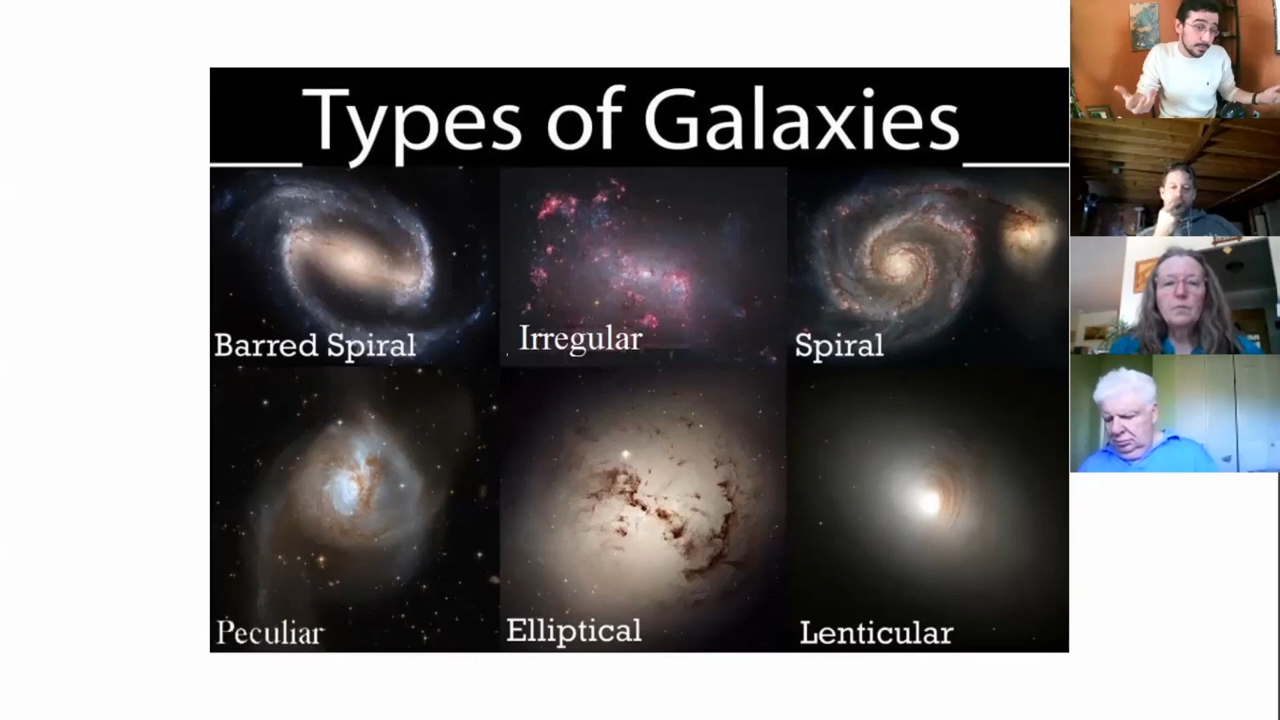 Types of Galaxies
Barred Spiral
Irregular
Spiral
Peculiar
Elliptical
Lenticular